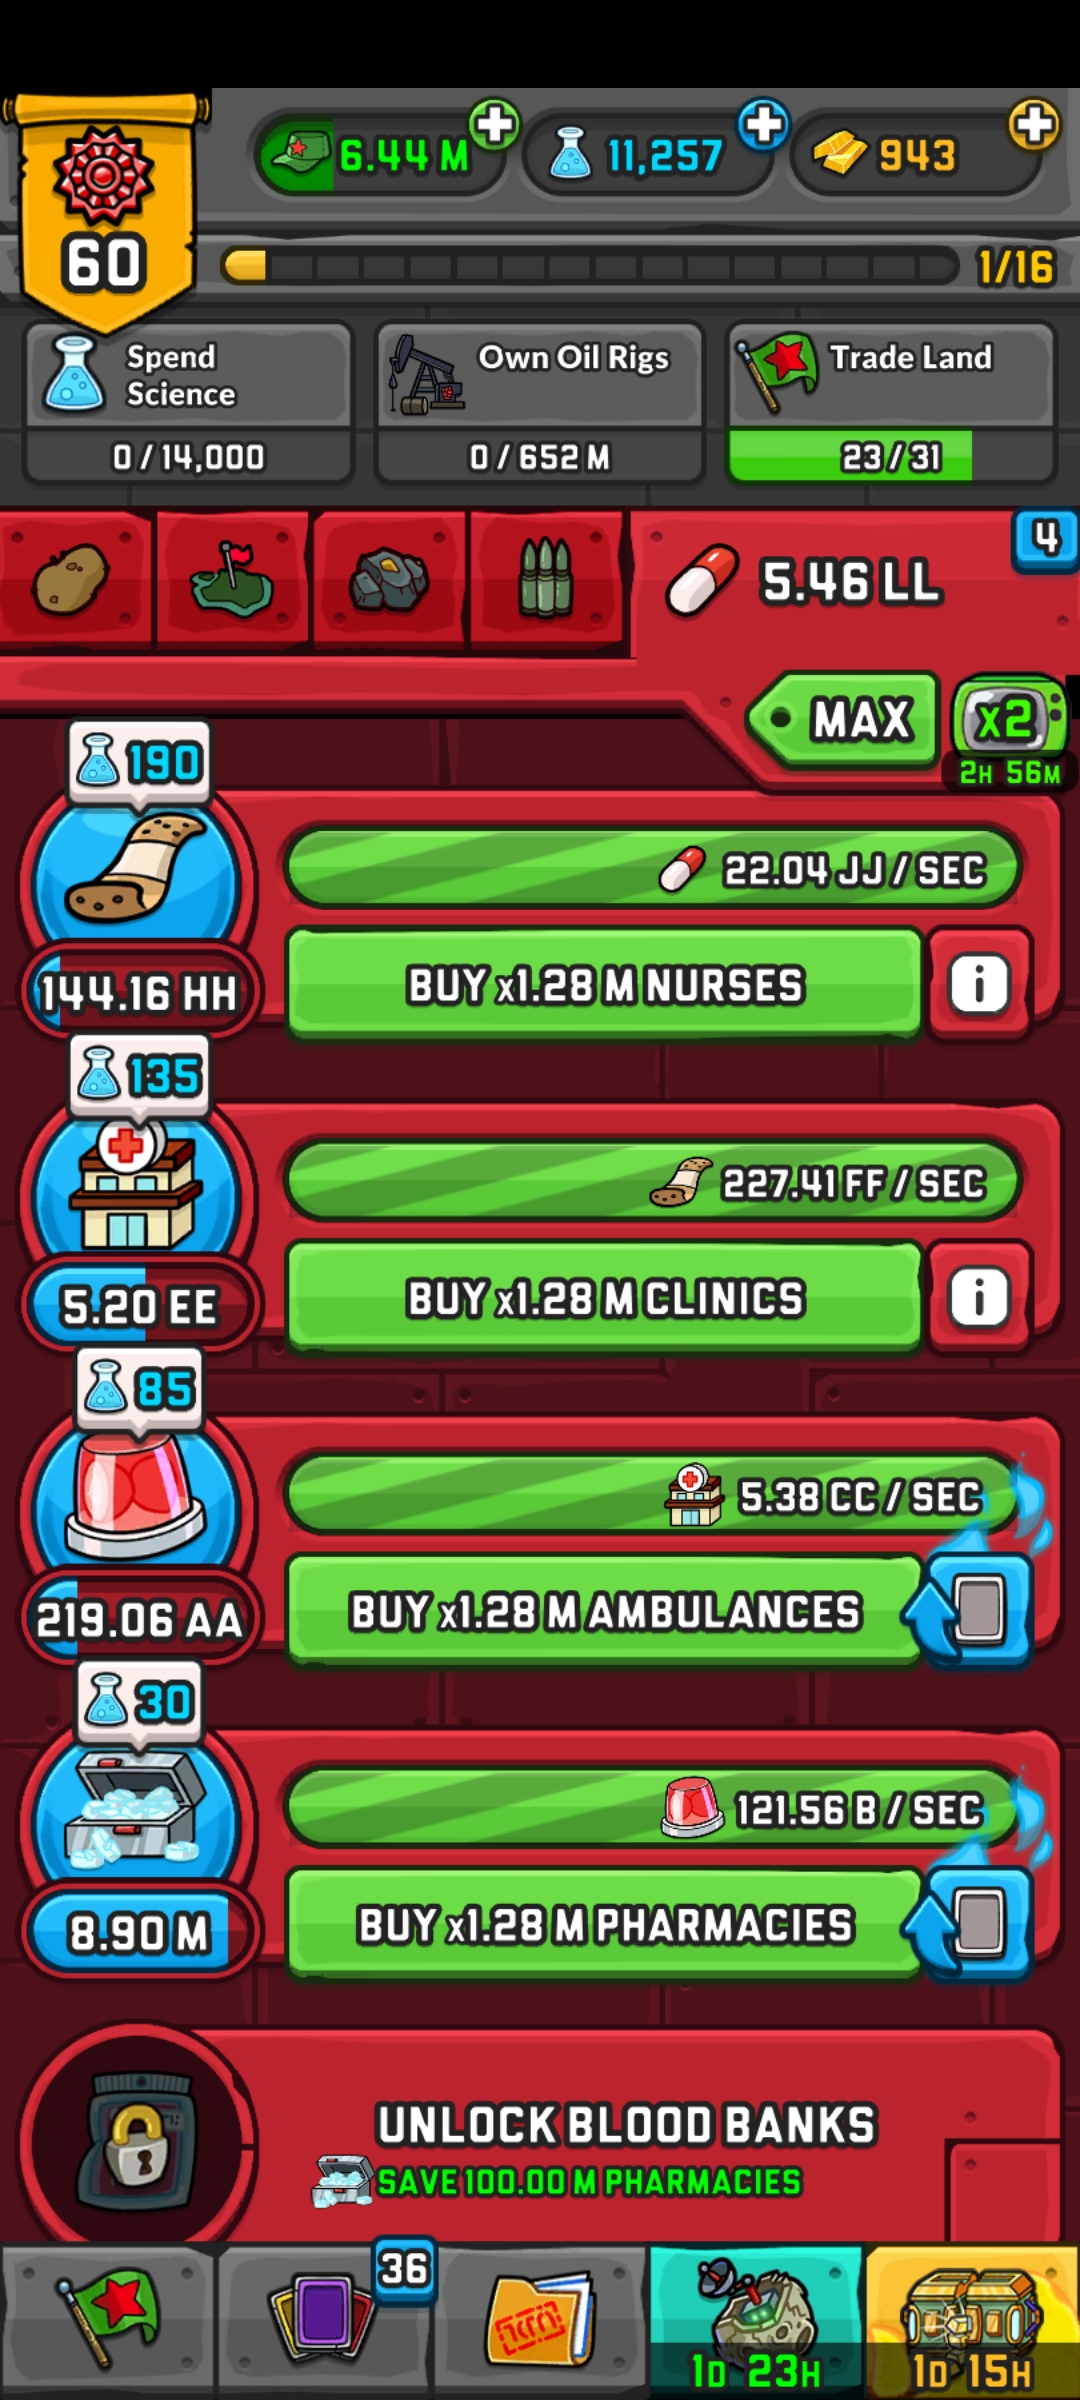 60
6.44 M
11,257
943
1/16
Spend
Science
0/14,000
Own Oil Rigs
0/652 M
Trade Land
23/31
5.46 LL
4
MAX
x2
2H 56M
190
22.04 JJ / SEC
144.16 HH
BUY x1.28 M NURSES
i
135
227.41 FF / SEC
5.20 EE
BUY x1.28 M CLINICS
i
85
5.38 CC / SEC
219.06 AA
BUY x1.28 M AMBULANCES
30
121.56 B / SEC
8.90 M
BUY x1.28 M PHARMACIES
UNLOCK BLOOD BANKS
SAVE 100.00 M PHARMACIES
36
1D 23H
1D 15H